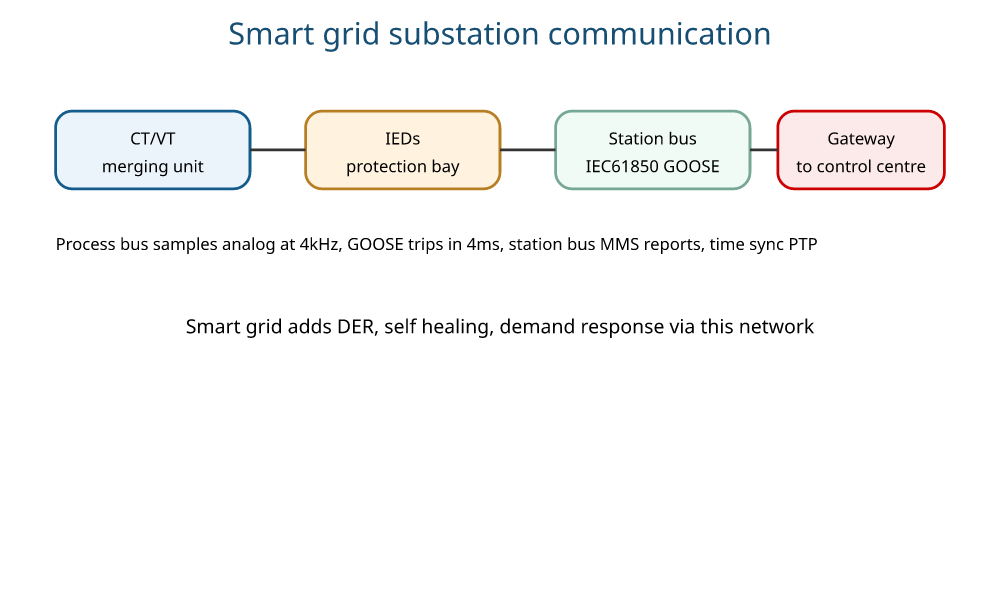 Smart grid substation communication
CT/VT
merging unit
IEDs
protection bay
Station bus
IEC61850 GOOSE
Gateway
to control centre
Process bus samples analog at 4kHz, GOOSE trips in 4ms, station bus MMS reports, time sync PTP
Smart grid adds DER, self healing, demand response via this network